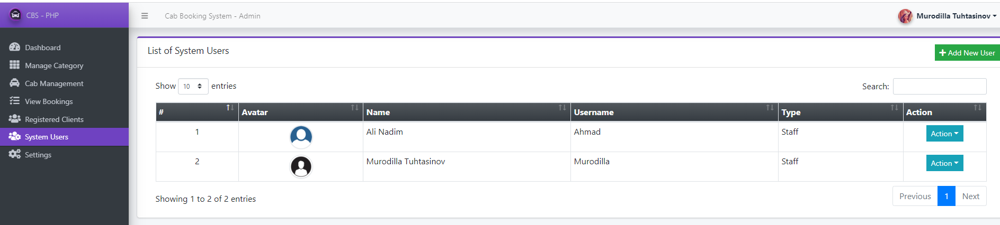 CBS - PHP
Cab Booking System - Admin
Murodilla Tuhtasinov
Dashboard
Manage Category
Cab Management
View Bookings
Registered Clients
System Users
Settings
List of System Users
Add New User
Show 10 entries
Search:
# Avatar Name Username Type Action
1 Ali Nadim Ahmad Staff Action
2 Murodilla Tuhtasinov Murodilla Staff Action
Showing 1 to 2 of 2 entries
Previous 1 Next